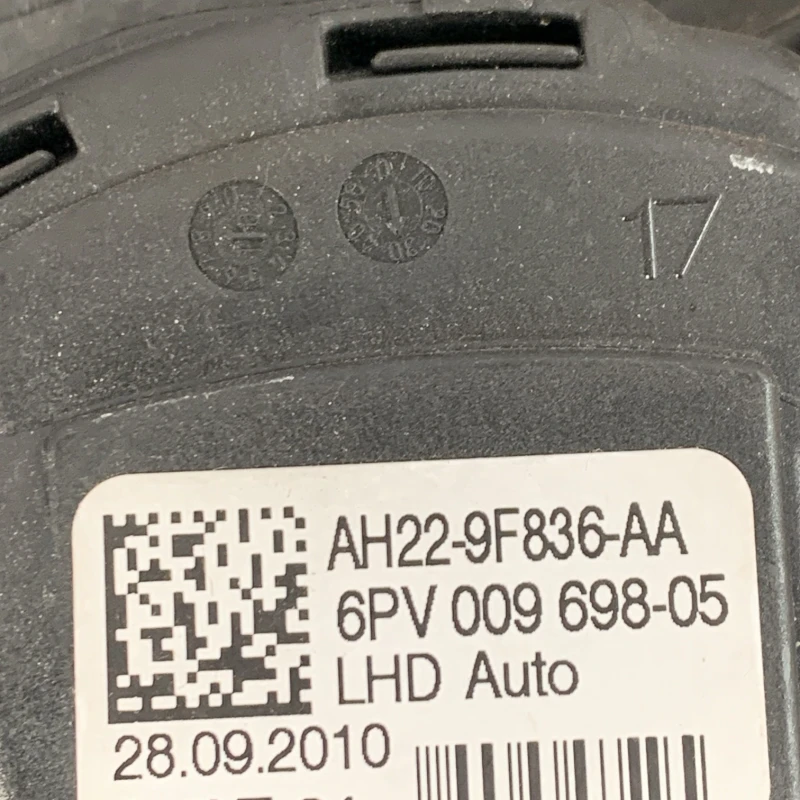 17
AH22-9F836-AA
6PV 009 698-05
LHD Auto
28.09.2010